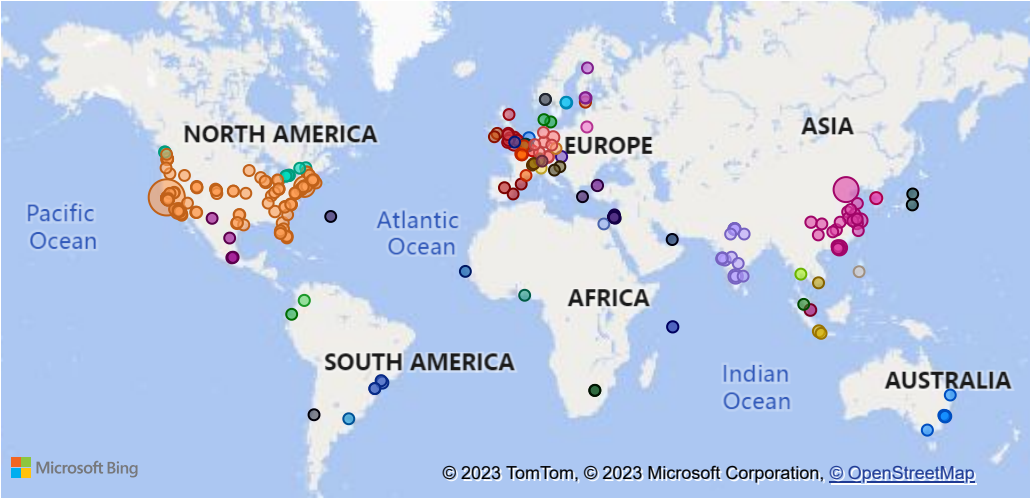 NORTH AMERICA
EUROPE
ASIA
Pacific
Ocean
Atlantic
Ocean
AFRICA
SOUTH AMERICA
Indian
Ocean
AUSTRALIA
Microsoft Bing
© 2023 TomTom, © 2023 Microsoft Corporation, © OpenStreetMap